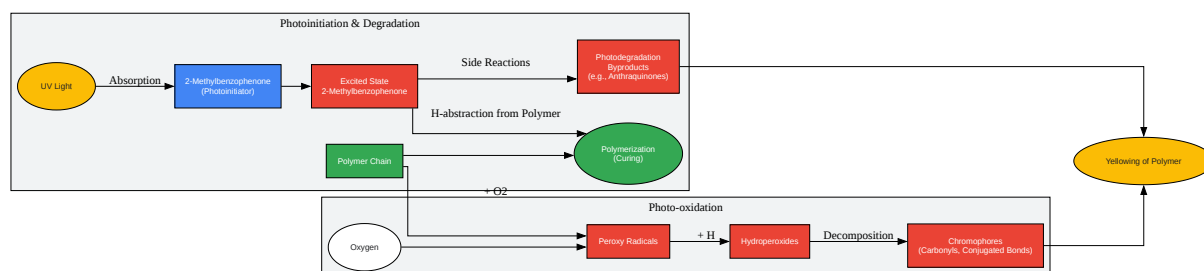 Photoinitiation & Degradation
UV Light
Absorption
2-Methylbenzophenone
(Photoinitiator)
Excited State
2-Methylbenzophenone
Side Reactions
Photodegradation
Byproducts
(e.g., Anthraquinones)
H-abstraction from Polymer
Polymer Chain
Polymerization
(Curing)
Yellowing of Polymer
+ O2
Photo-oxidation
Oxygen
Peroxy Radicals
+ H
Hydroperoxides
Decomposition
Chromophores
(Carbonyls, Conjugated Bonds)